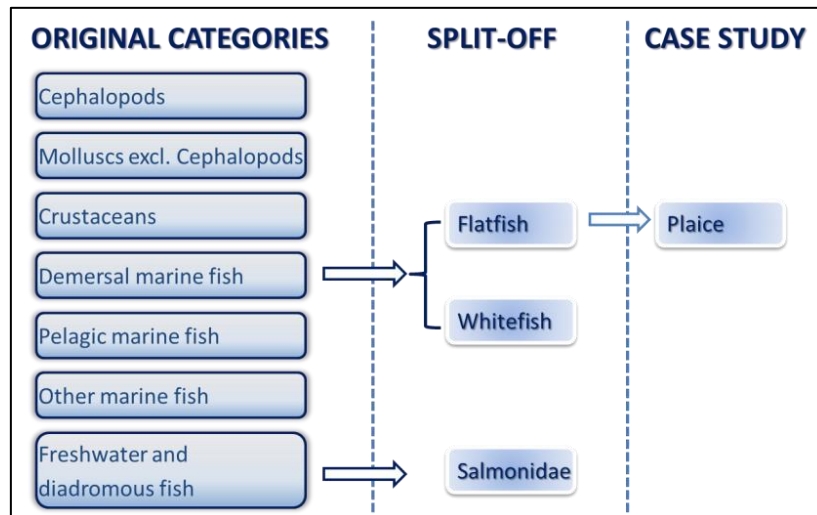 ORIGINAL CATEGORIES
SPLIT-OFF
CASE STUDY
Cephalopods
Molluscs excl. Cephalopods
Crustaceans
Demersal marine fish
Pelagic marine fish
Other marine fish
Freshwater and
diadromous fish
Flatfish
Whitefish
Salmonidae
Plaice